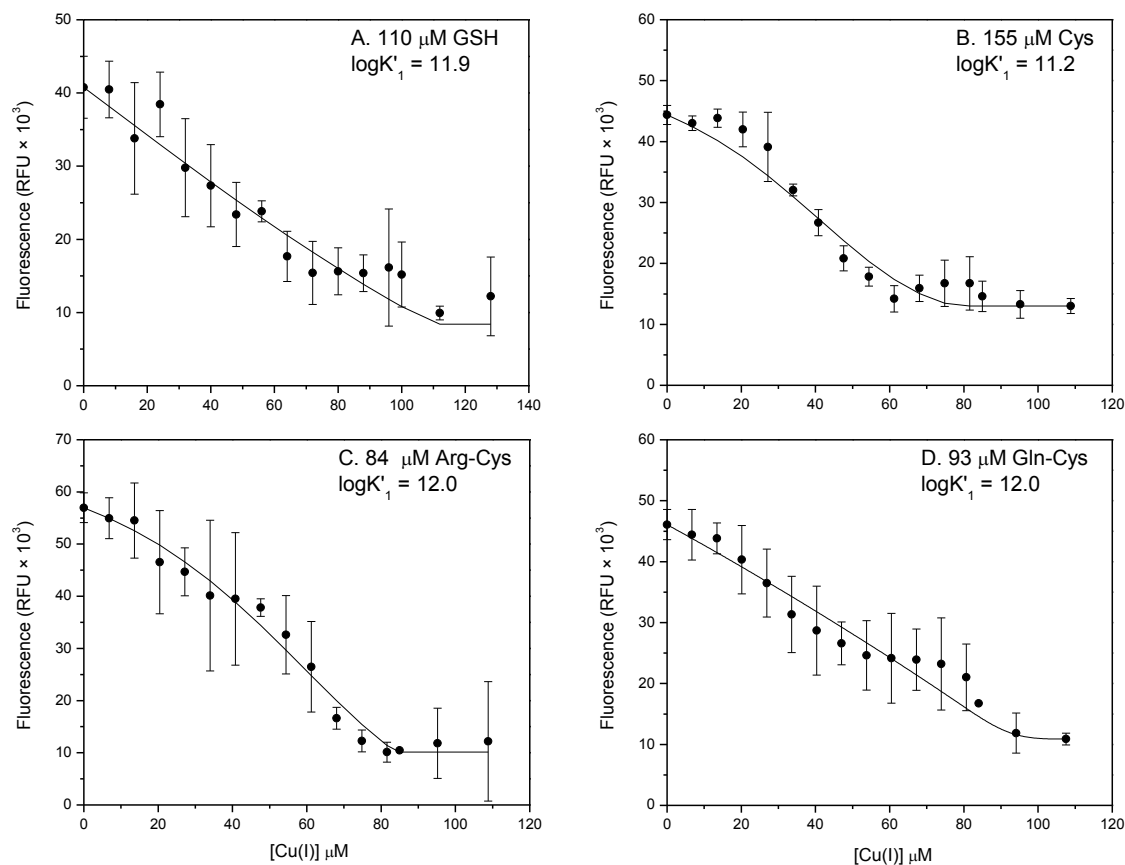 A. 110 μM GSH
logK'₁ = 11.9
50
40
30
20
10
0
Fluorescence (RFU × 10³)
0 20 40 60 80 100 120 140
B. 155 μM Cys
logK'₁ = 11.2
60
50
40
30
20
10
0
Fluorescence (RFU × 10³)
0 20 40 60 80 100 120
C. 84 μM Arg-Cys
logK'₁ = 12.0
70
60
50
40
30
20
10
0
Fluorescence (RFU × 10³)
0 20 40 60 80 100 120
[Cu(I)] μM
D. 93 μM Gln-Cys
logK'₁ = 12.0
60
50
40
30
20
10
0
Fluorescence (RFU × 10³)
0 20 40 60 80 100 120
[Cu(I)] μM